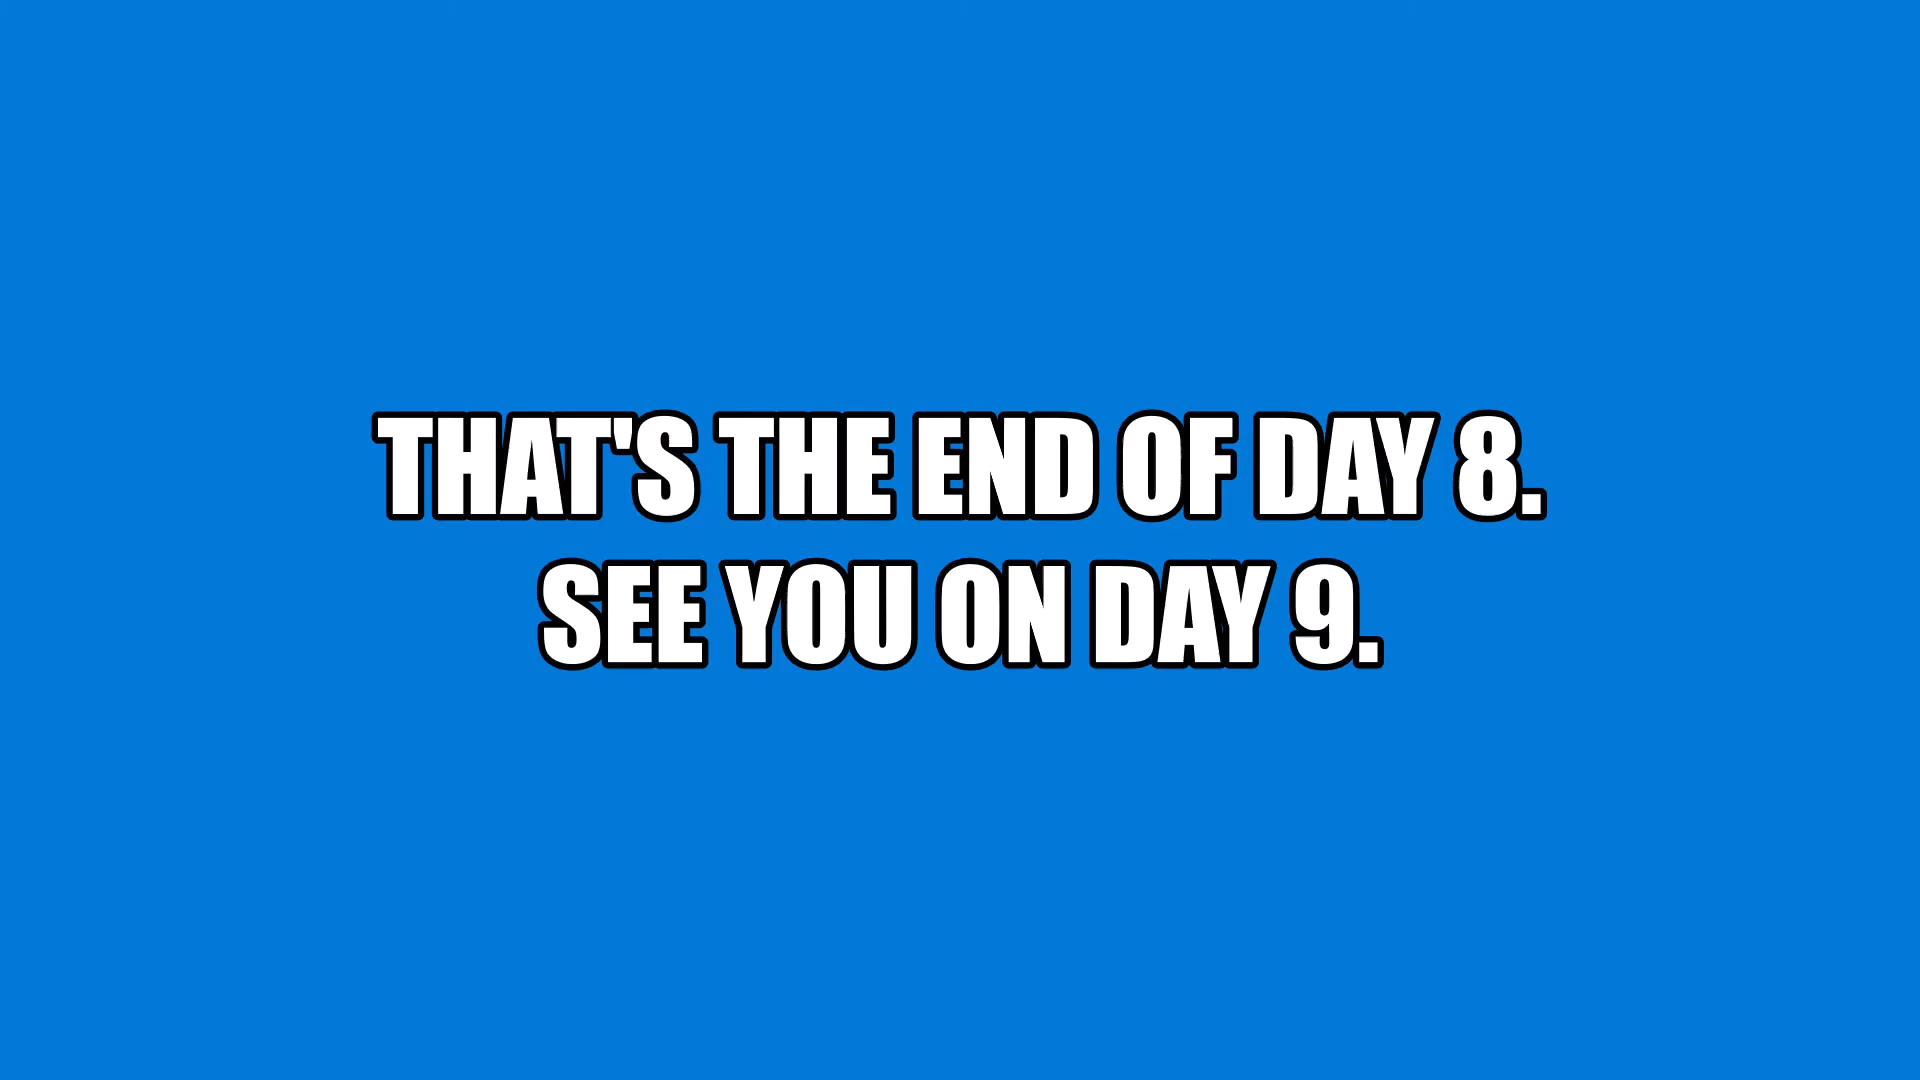 THAT'S THE END OF DAY 8.
SEE YOU ON DAY 9.